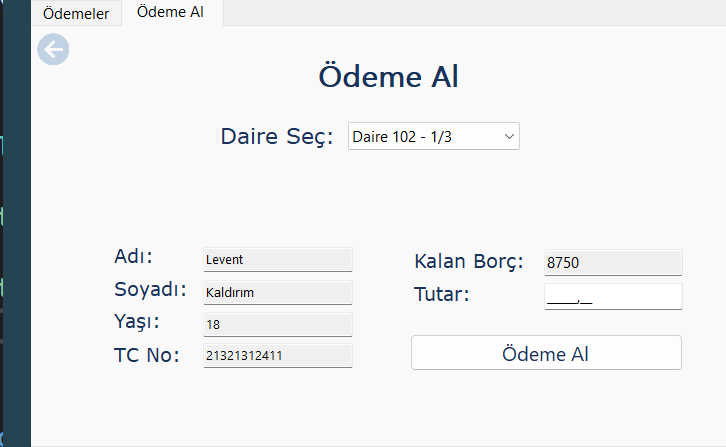 Ödemeler Ödeme Al
Ödeme Al
Daire Seç: Daire 102 - 1/3
Adı: Levent
Soyadı: Kaldırım
Yaşı: 18
TC No: 21321312411
Kalan Borç: 8750
Tutar: ____,__
Ödeme Al